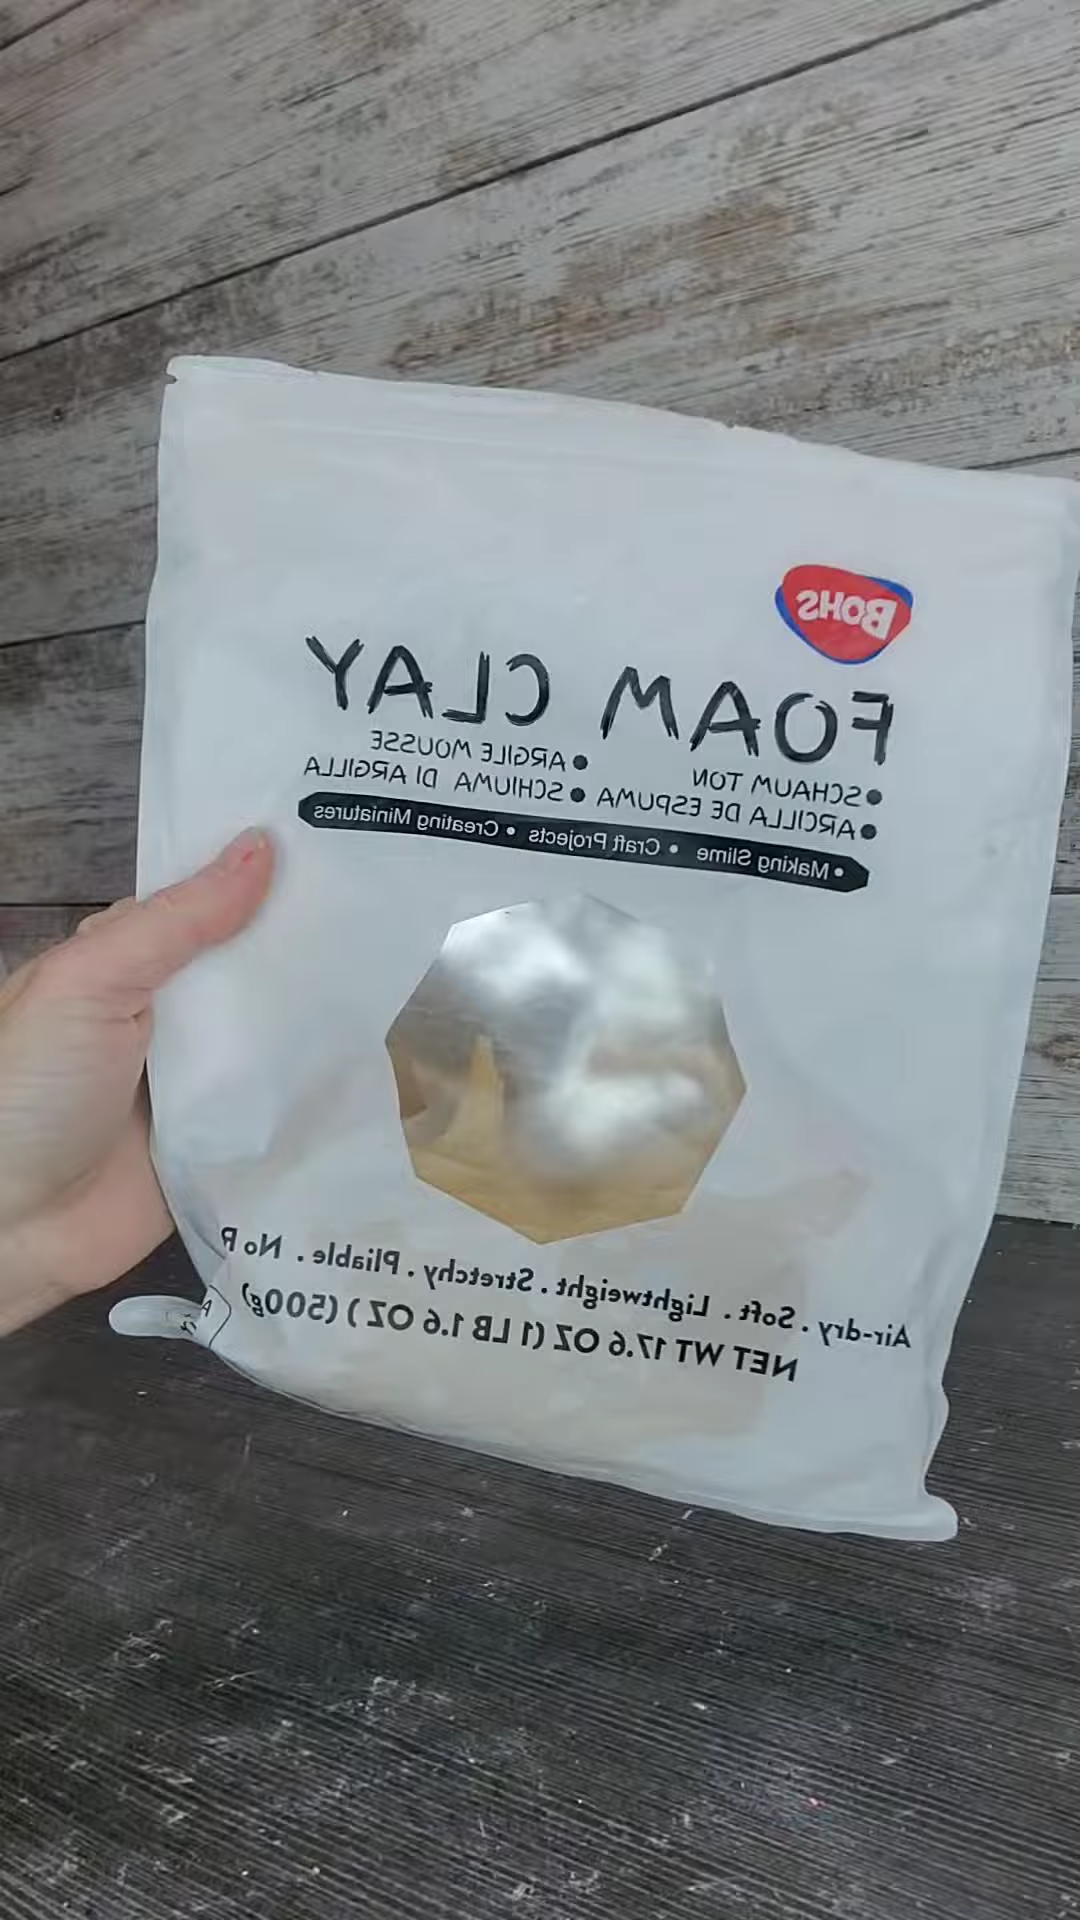 BOHS
FOAM CLAY
● SCHAUM TON ● ARGILE MOUSSE
● ARCILLA DE ESPUMA ● SCHIUMA DI ARGILLA
• Making Slime • Craft Projects • Creating Miniatures
Air-dry . Soft . Lightweight . Stretchy . Pliable . No
NET WT 17.6 OZ (1 LB 1.6 OZ ) (500g)